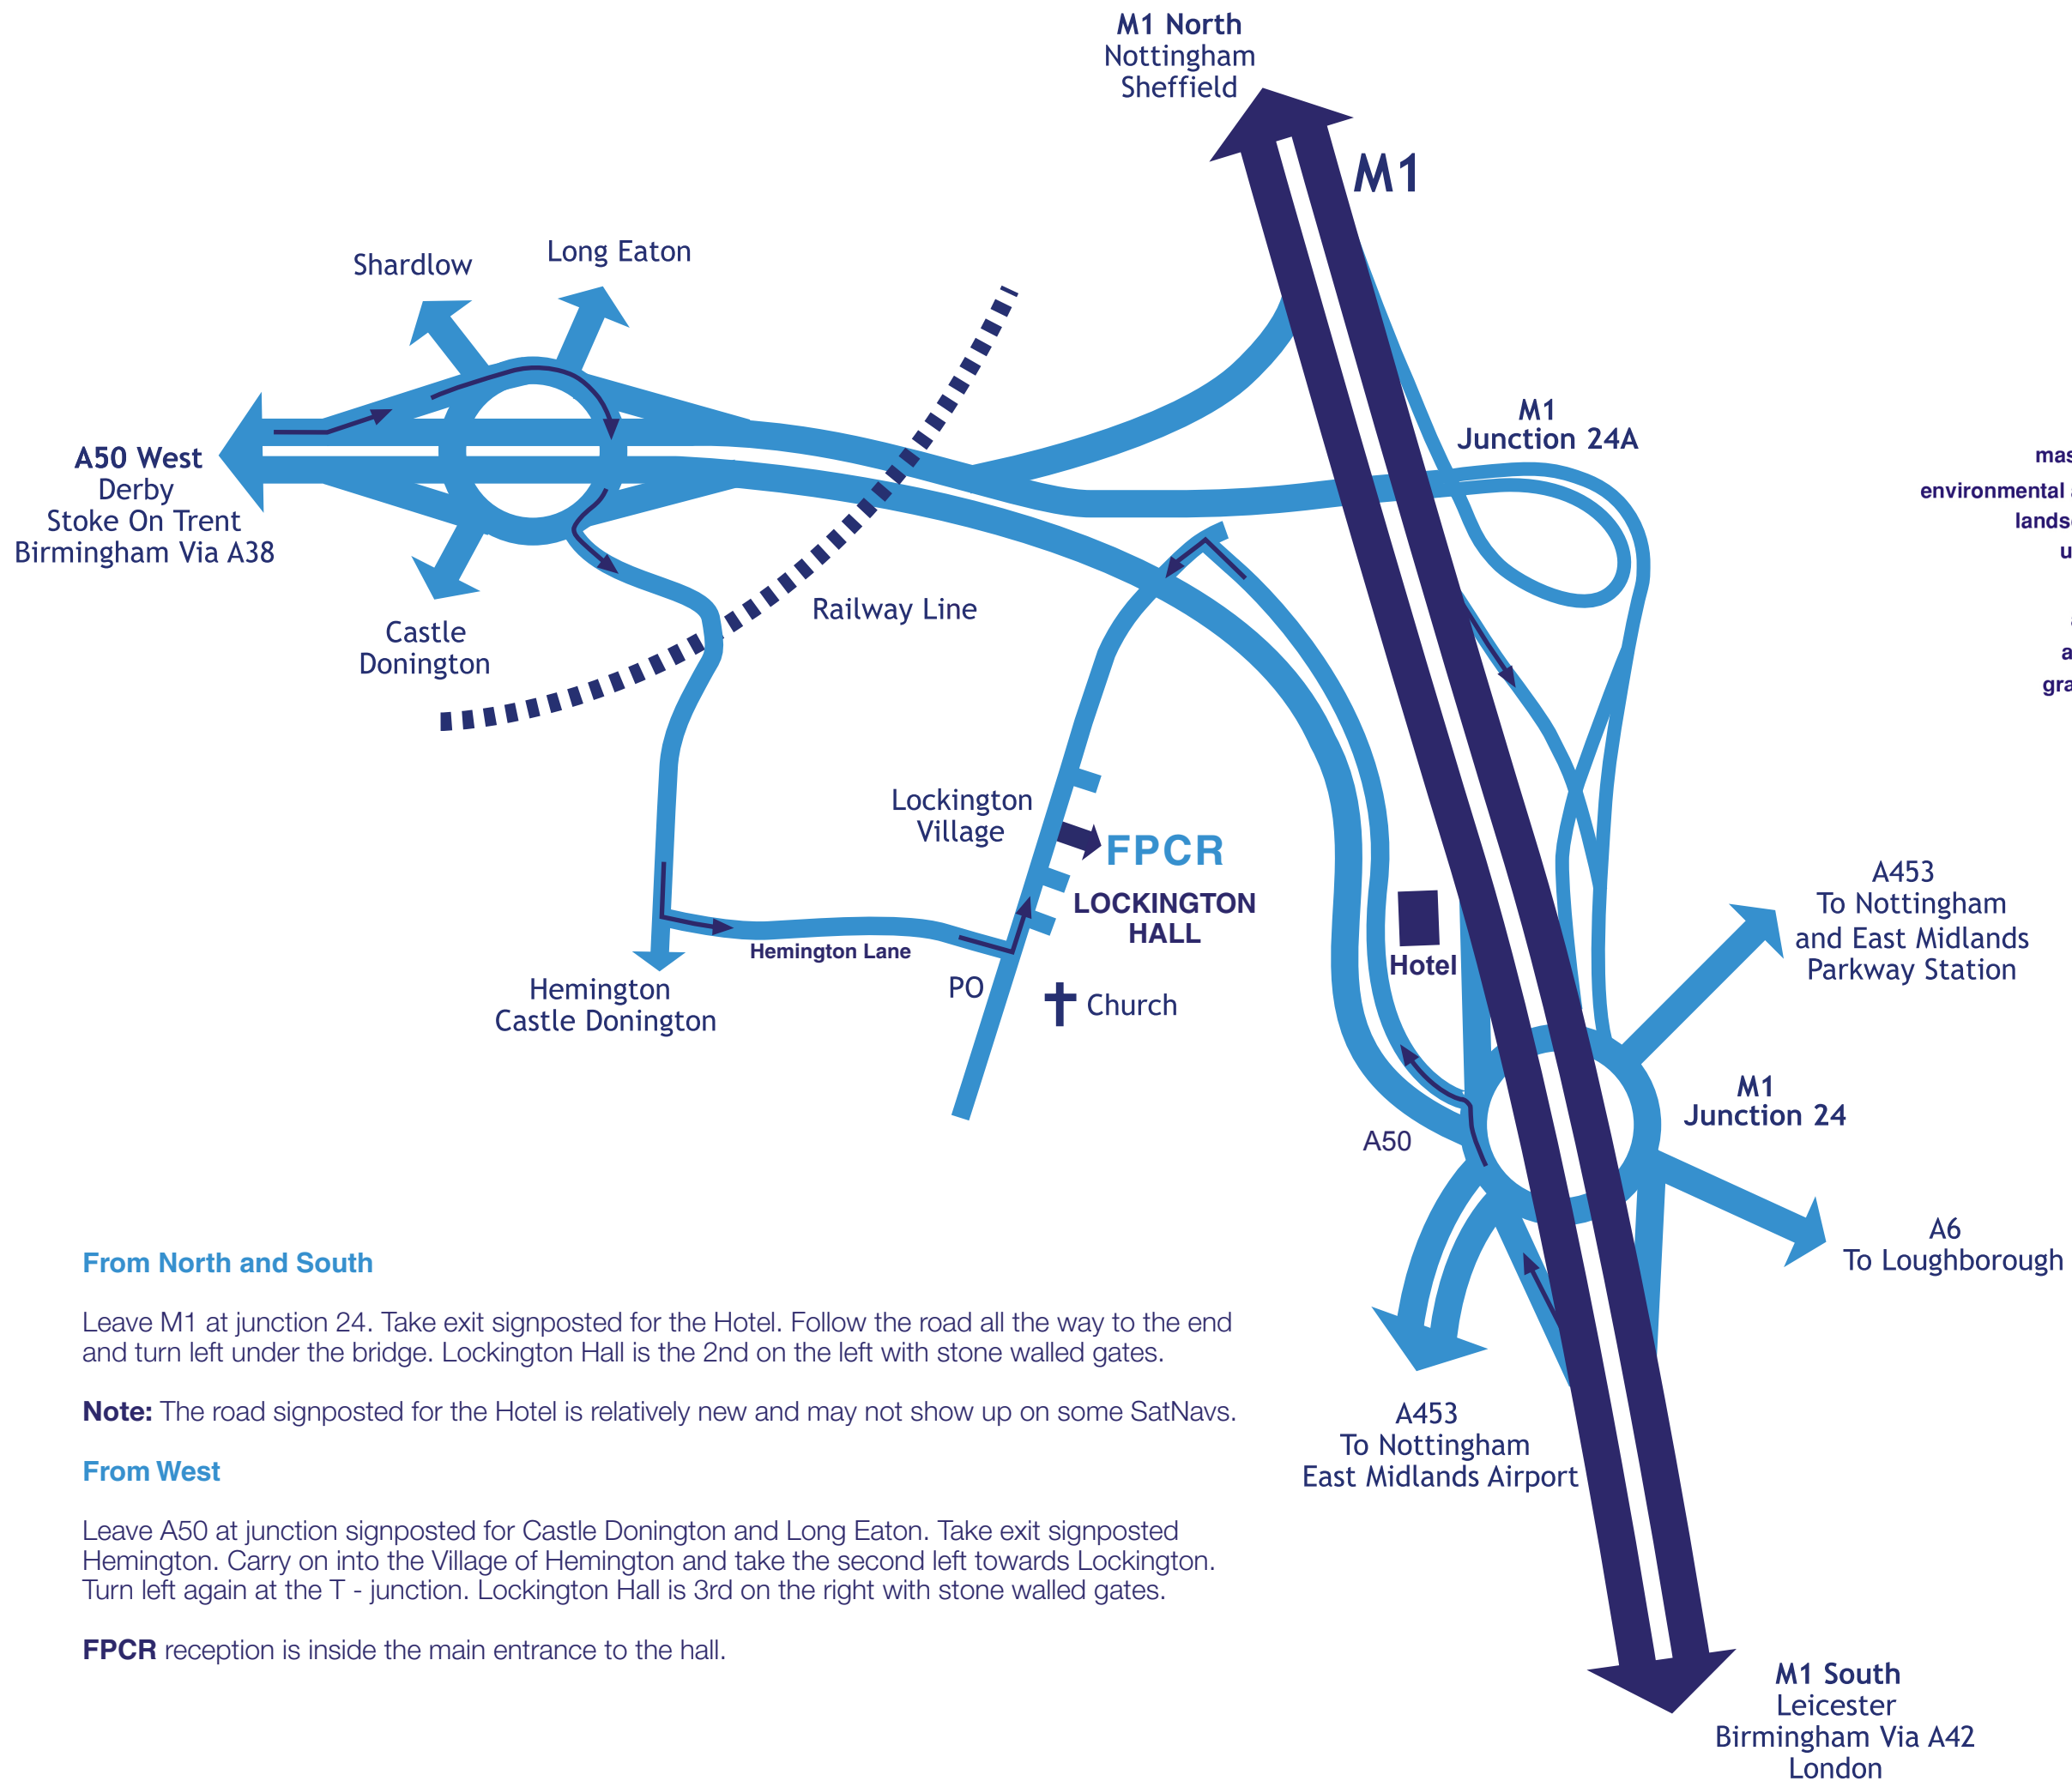 M1 North
Nottingham
Sheffield
M1
Shardlow
Long Eaton
M1
Junction 24A
A50 West
Derby
Stoke On Trent
Birmingham Via A38
environmental
Railway Line
Castle
Donington
Lockington
Village
FPCR
LOCKINGTON
HALL
Hotel
A453
To Nottingham
and East Midlands
Parkway Station
Hemington Lane
PO
Church
Hemington
Castle Donington
M1
Junction 24
A50
A6
To Loughborough
A453
To Nottingham
East Midlands Airport
From North and South
Leave M1 at junction 24. Take exit signposted for the Hotel. Follow the road all the way to the end
and turn left under the bridge. Lockington Hall is the 2nd on the left with stone walled gates.
Note: The road signposted for the Hotel is relatively new and may not show up on some SatNavs.
From West
Leave A50 at junction signposted for Castle Donington and Long Eaton. Take exit signposted
Hemington. Carry on into the Village of Hemington and take the second left towards Lockington.
Turn left again at the T - junction. Lockington Hall is 3rd on the right with stone walled gates.
FPCR reception is inside the main entrance to the hall.
M1 South
Leicester
Birmingham Via A42
London